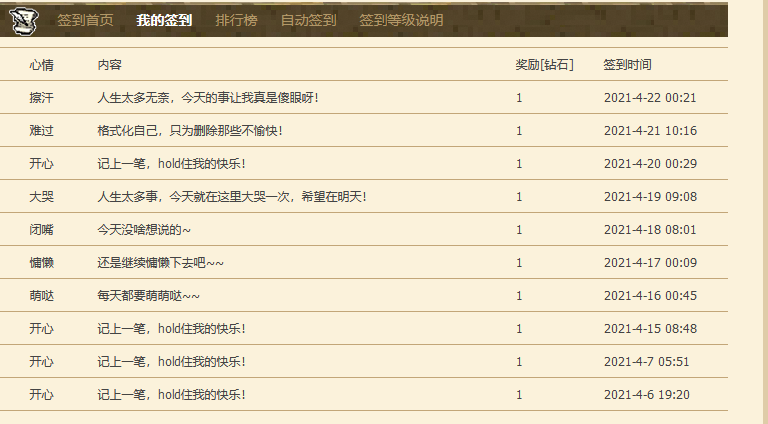 签到首页 我的签到 排行榜 自动签到 签到等级说明
心情 内容 奖励[钻石] 签到时间
擦汗 人生太多无奈，今天的事让我真是傻眼呀！ 1 2021-4-22 00:21
难过 格式化自己，只为删除那些不愉快！ 1 2021-4-21 10:16
开心 记上一笔，hold住我的快乐！ 1 2021-4-20 00:29
大哭 人生太多事，今天就在这里大哭一次，希望在明天！ 1 2021-4-19 09:08
闭嘴 今天没啥想说的~ 1 2021-4-18 08:01
慵懒 还是继续慵懒下去吧~~ 1 2021-4-17 00:09
萌哒 每天都要萌萌哒~~ 1 2021-4-16 00:45
开心 记上一笔，hold住我的快乐！ 1 2021-4-15 08:48
开心 记上一笔，hold住我的快乐！ 1 2021-4-7 05:51
开心 记上一笔，hold住我的快乐！ 1 2021-4-6 19:20